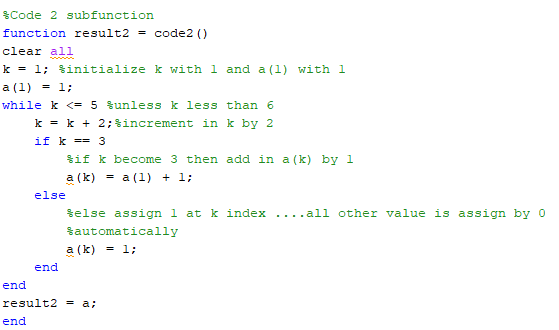 %Code 2 subfunction
function result2 = code2()
clear all
k = 1; %initialize k with 1 and a(1) with 1
a(1) = 1;
while k <= 5 %unless k less than 6
    k = k + 2;%increment in k by 2
    if k == 3
        %if k become 3 then add in a(k) by 1
        a(k) = a(1) + 1;
    else
        %else assign 1 at k index ....all other value is assign by 0
        %automatically
        a(k) = 1;
    end
end
result2 = a;
end